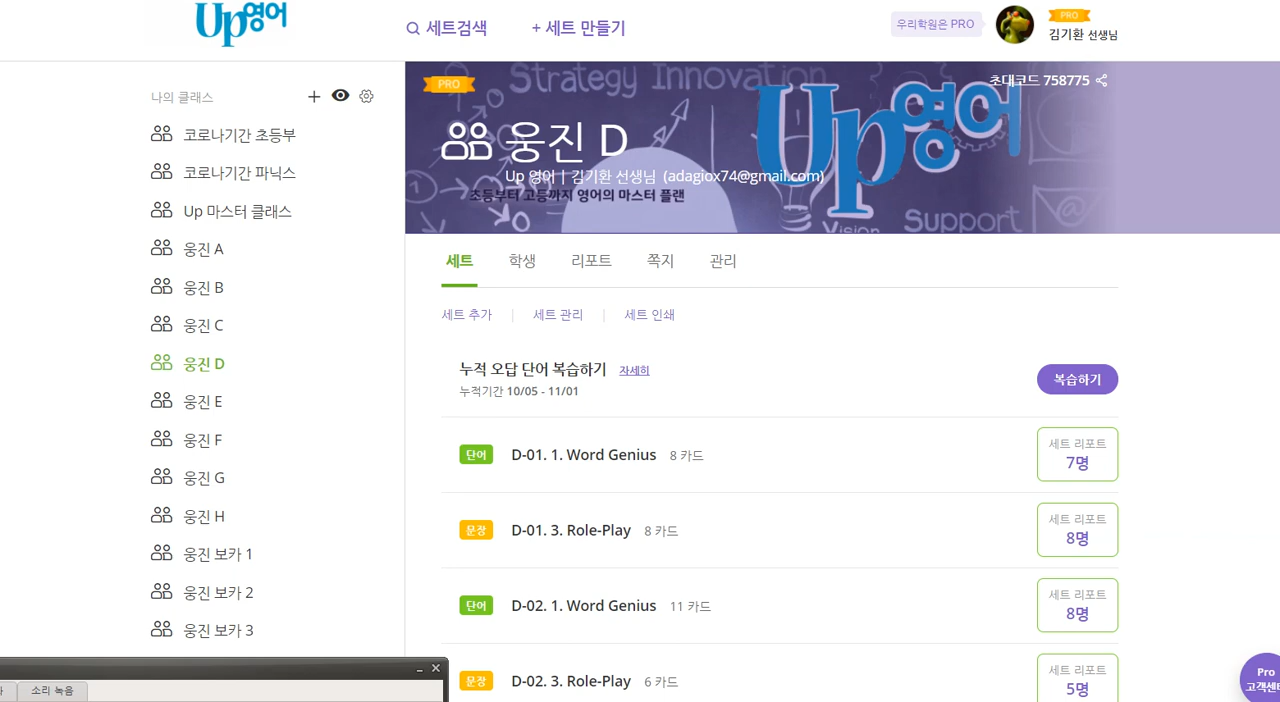 Up영어
세트검색
+ 세트 만들기
우리학원은 PRO
PRO
김기환 선생님
나의 클래스
코로나기간 초등부
코로나기간 파닉스
Up 마스터 클래스
웅진 A
웅진 B
웅진 C
웅진 D
웅진 E
웅진 F
웅진 G
웅진 H
웅진 보카 1
웅진 보카 2
웅진 보카 3
소리 녹음
PRO
Strategy Innovation
초대코드 758775
웅진 D
Up영어
Up 영어 | 김기환 선생님 (adagiox74@gmail.com)
초등부터 고등까지 영어의 마스터 플랜
Vision
Support
세트
학생
리포트
쪽지
관리
세트 추가
세트 관리
세트 인쇄
누적 오답 단어 복습하기 자세히
누적기간 10/05 - 11/01
복습하기
단어 D-01. 1. Word Genius 8 카드
세트 리포트
7명
문장 D-01. 3. Role-Play 8 카드
세트 리포트
8명
단어 D-02. 1. Word Genius 11 카드
세트 리포트
8명
문장 D-02. 3. Role-Play 6 카드
세트 리포트
5명
Pro
고객센